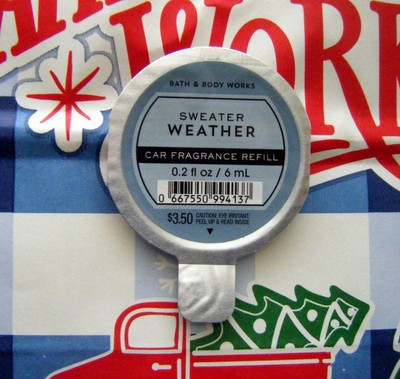 WORK
BATH & BODY WORKS
SWEATER
WEATHER
CAR FRAGRANCE REFILL
0.2 fl oz / 6 mL
0 667550 994137
$3.50 CAUTION: EYE IRRITANT.
PEEL UP & READ INSIDE